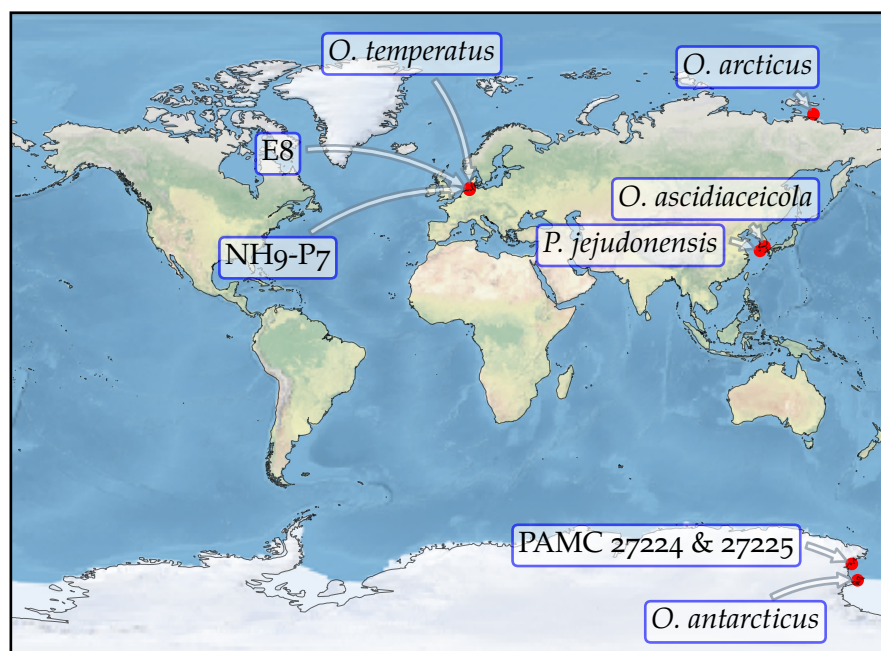 O. temperatus
O. arcticus
E8
O. ascidiaceicola
P. jejudonensis
NH9-P7
PAMC 27224 & 27225
O. antarcticus